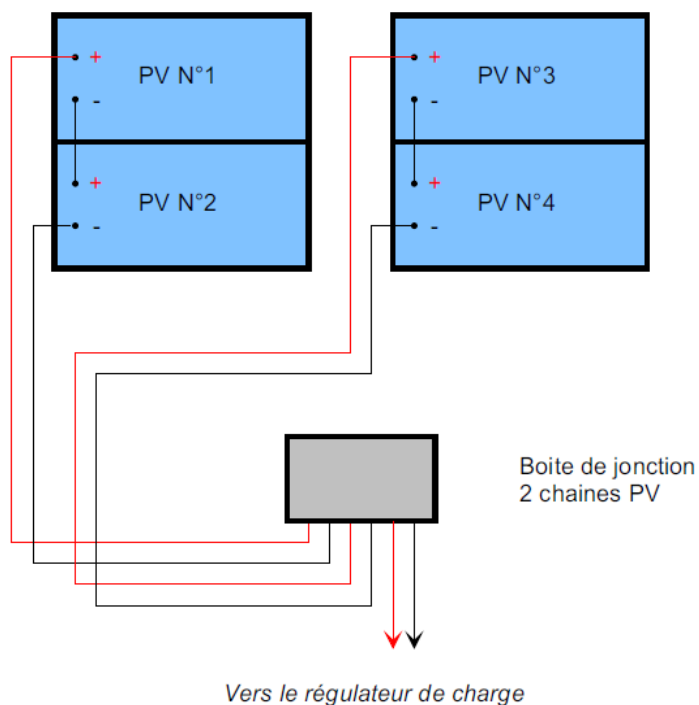 +
PV N°1
-
+
PV N°2
-
+
PV N°3
-
+
PV N°4
-
Boite de jonction
2 chaines PV
Vers le régulateur de charge